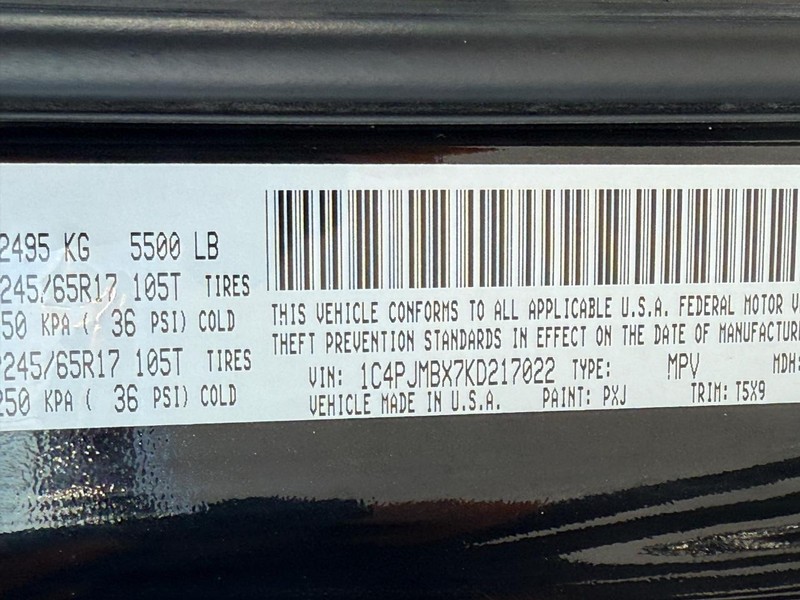 2495 KG 5500 LB
245/65R17 105T TIRES
250 KPA ( 36 PSI) COLD
P245/65R17 105T TIRES
250 KPA ( 36 PSI) COLD
THIS VEHICLE CONFORMS TO ALL APPLICABLE U.S.A. FEDERAL MOTOR V
THEFT PREVENTION STANDARDS IN EFFECT ON THE DATE OF MANUFACTUR
VIN: 1C4PJMBX7KD217022 TYPE: MPV MDH:
VEHICLE MADE IN U.S.A. PAINT: PXJ TRIM: T5X9